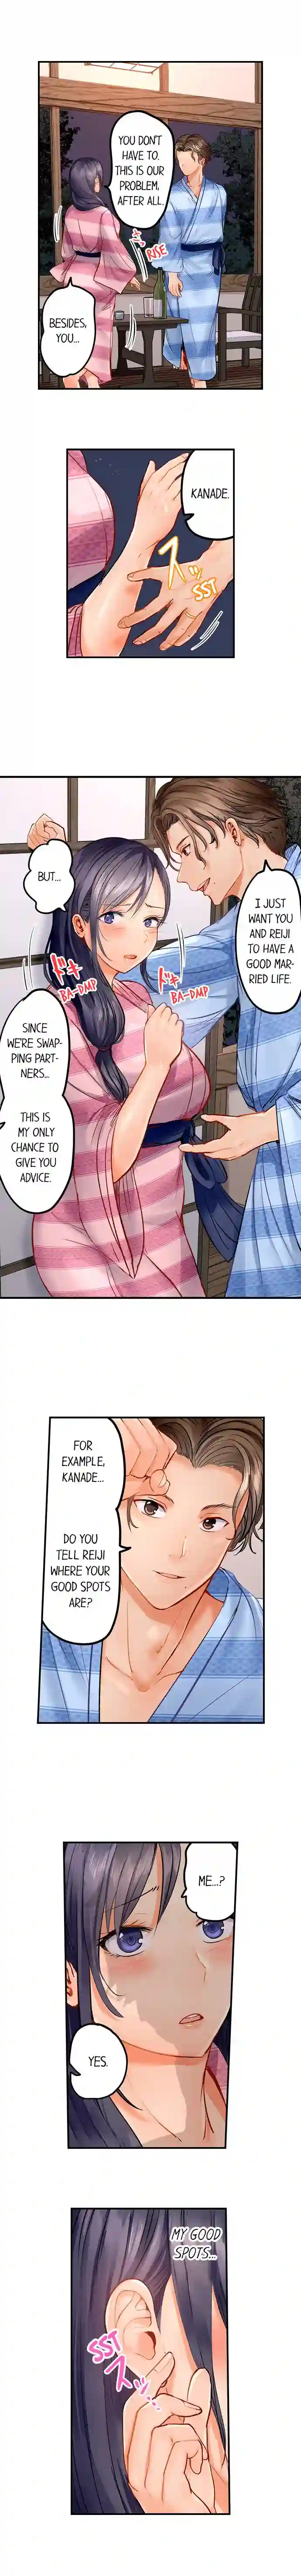 YOU DON'T
HAVE TO.
THIS IS OUR
PROBLEM,
AFTER ALL.
RISE
BESIDES,
YOU...
KANADE.
ズッ
SST
BUT...
I JUST
WANT YOU
AND REIJI
TO HAVE A
GOOD MAR-
RIED LIFE.
ドキ
BA-DMP
ドキ
BA-DMP
SINCE
WE'RE SWAP-
PING PART-
NERS...
THIS IS
MY ONLY
CHANCE TO
GIVE YOU
ADVICE.
FOR
EXAMPLE,
KANADE...
DO YOU
TELL REIJI
WHERE YOUR
GOOD SPOTS
ARE?
ME...?
YES.
MY GOOD
SPOTS...
SST
スッ...